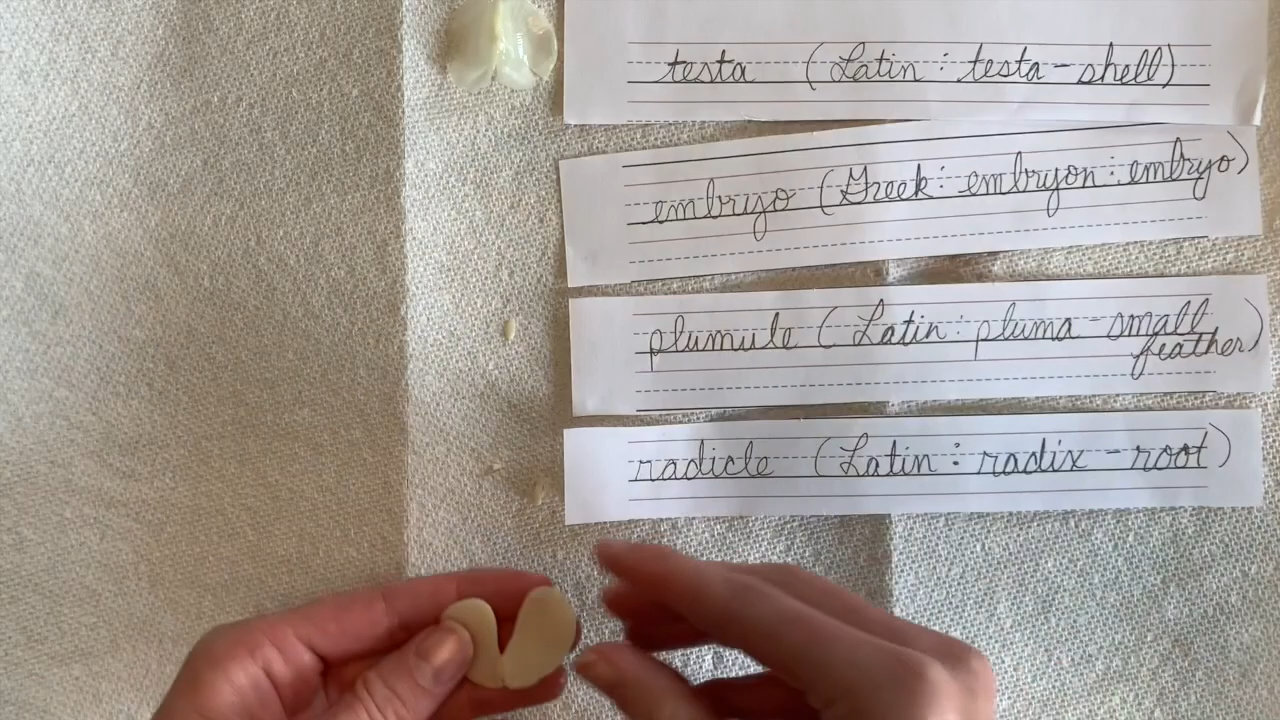 testa (Latin: testa-shell)
embryo (Greek: embryon: embryo)
plumule (Latin: pluma-small
feather)
radicle (Latin: radix-root)